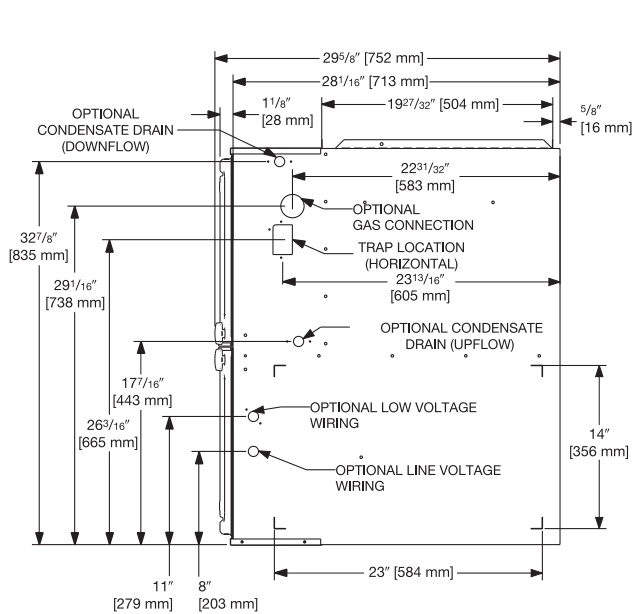 29 5/8" [752 mm]
28 1/16" [713 mm]
1 1/8"
[28 mm]
19 27/32" [504 mm]
5/8"
[16 mm]
OPTIONAL
CONDENSATE DRAIN
(DOWNFLOW)
22 31/32"
[583 mm]
OPTIONAL
GAS CONNECTION
32 7/8"
[835 mm]
TRAP LOCATION
(HORIZONTAL)
29 1/16"
[738 mm]
23 13/16"
[605 mm]
OPTIONAL CONDENSATE
DRAIN (UPFLOW)
17 7/16"
[443 mm]
26 3/16"
[665 mm]
OPTIONAL LOW VOLTAGE
WIRING
14"
[356 mm]
OPTIONAL LINE VOLTAGE
WIRING
11"
[279 mm]
8"
[203 mm]
23" [584 mm]